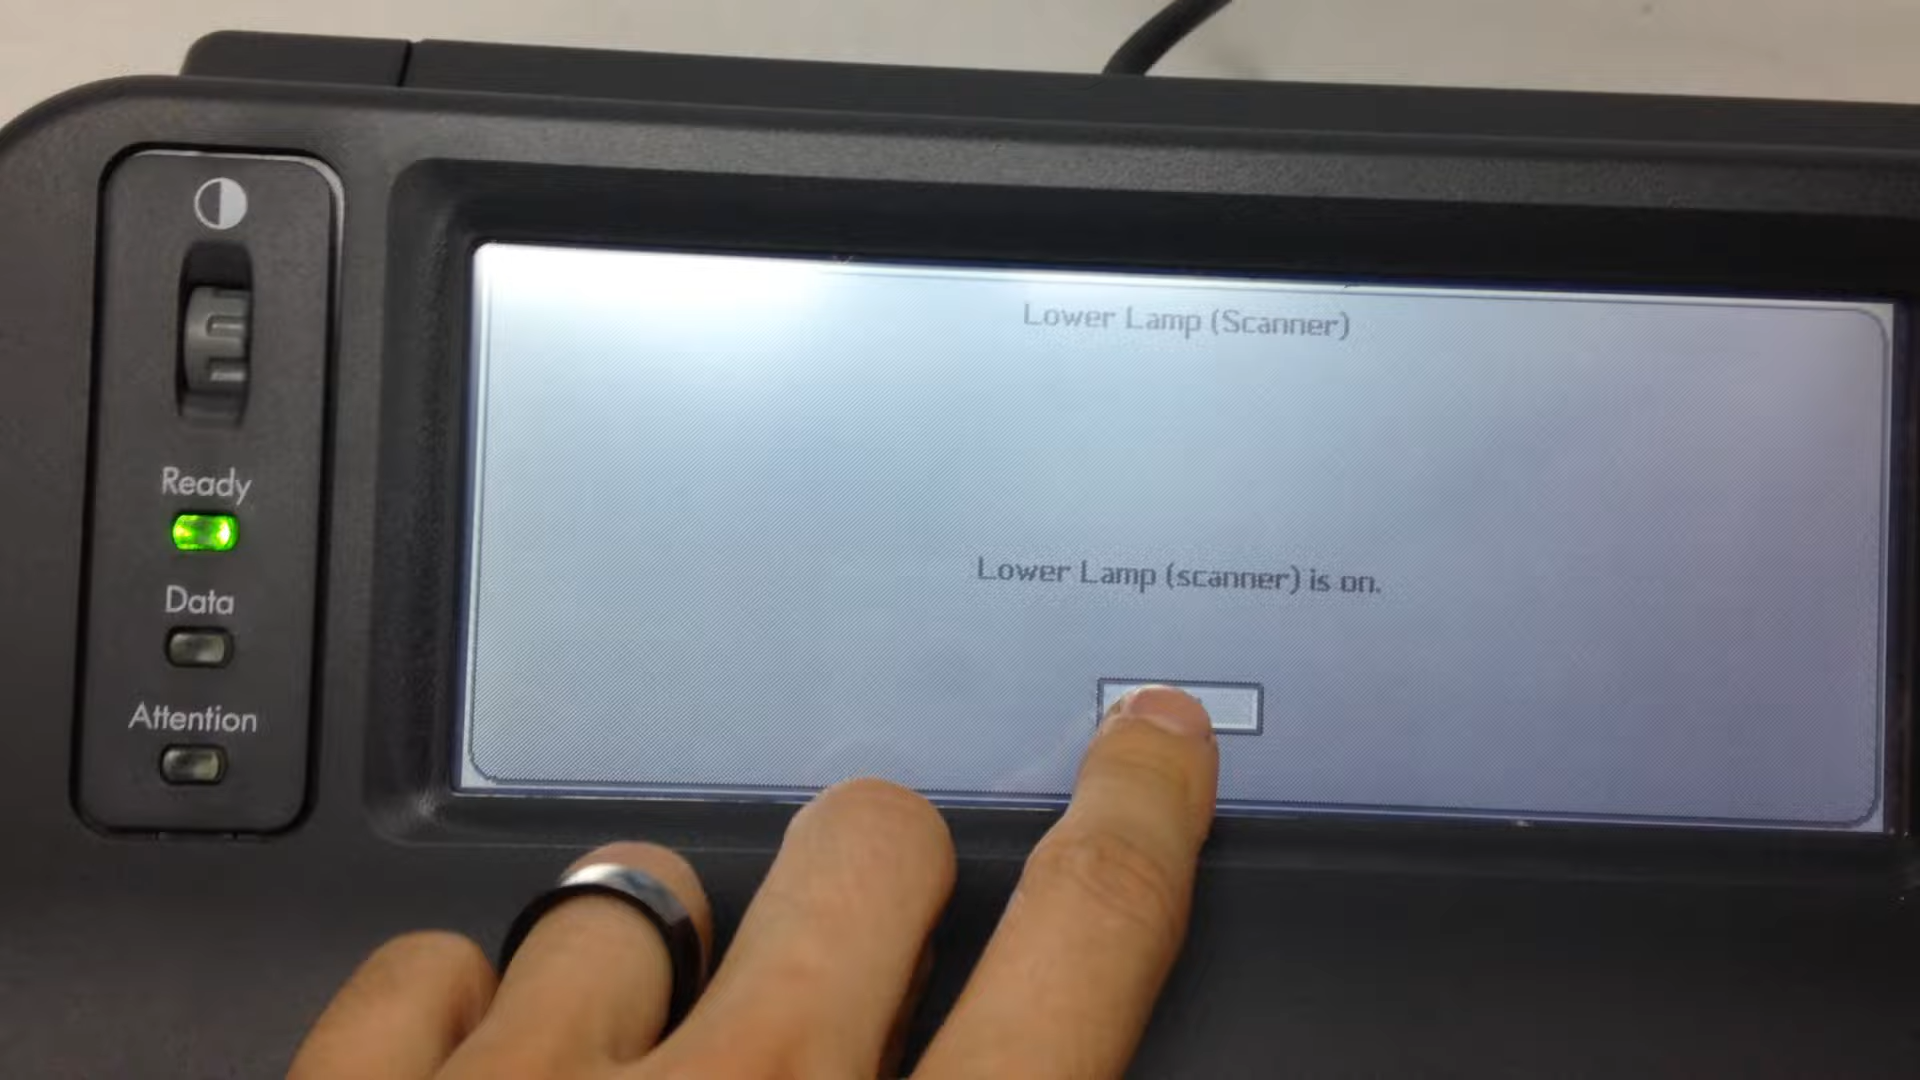 Ready
Data
Attention
Lower Lamp (Scanner)
Lower Lamp (scanner) is on.